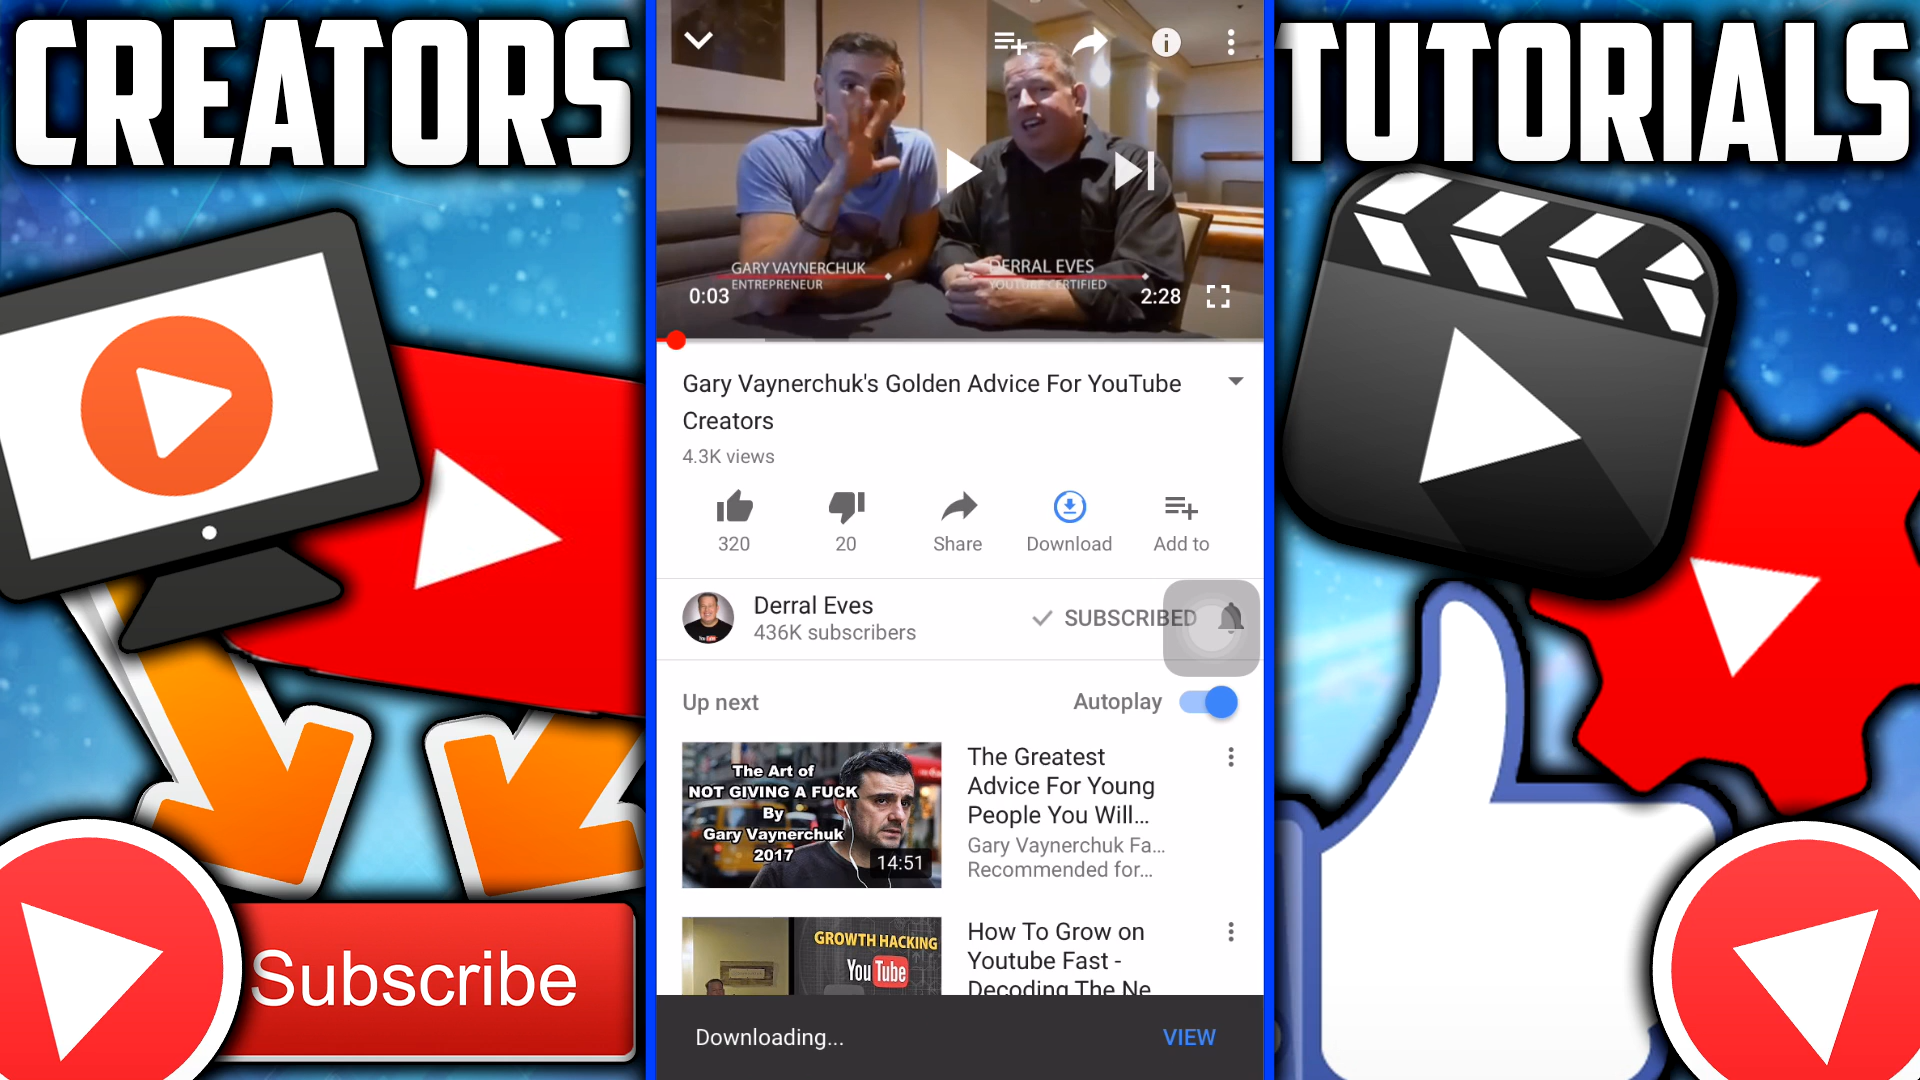 CREATORS
TUTORIALS
GARY VAYNERCHUK
ENTREPRENEUR
DERRAL EVES
YOUTUBE CERTIFIED
0:03
2:28
Gary Vaynerchuk's Golden Advice For YouTube
Creators
4.3K views
320
20
Share
Download
Add to
Derral Eves
436K subscribers
SUBSCRIBED
Up next
Autoplay
The Art of
NOT GIVING A FUCK
By
Gary Vaynerchuk
2017
14:51
The Greatest
Advice For Young
People You Will...
Gary Vaynerchuk Fa...
Recommended for...
GROWTH HACKING
YouTube
How To Grow on
Youtube Fast -
Decoding The Ne
Downloading...
VIEW
Subscribe